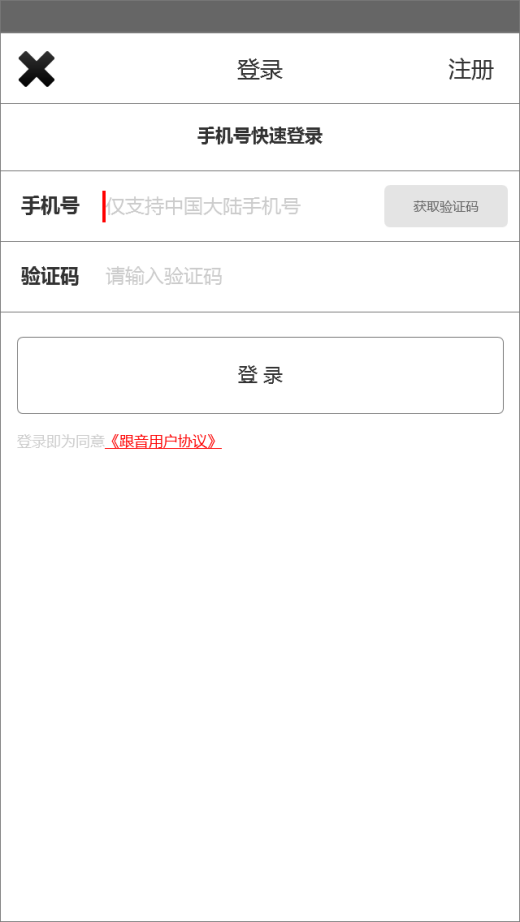 登录
注册
手机号快速登录
手机号
仅支持中国大陆手机号
获取验证码
验证码
请输入验证码
登 录
登录即为同意《跟音用户协议》